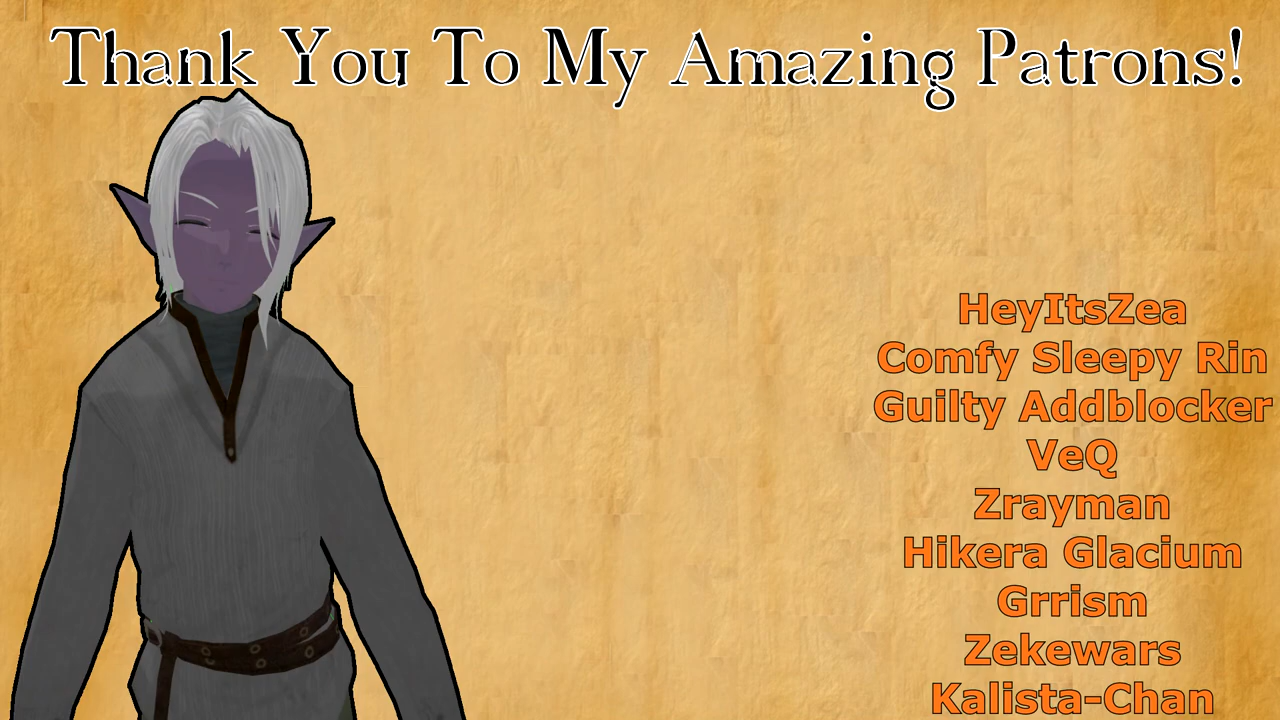 Thank You To My Amazing Patrons!
HeyItsZea
Comfy Sleepy Rin
Guilty Addblocker
VeQ
Zrayman
Hikera Glacium
Grrism
Zekewars
Kalista-Chan